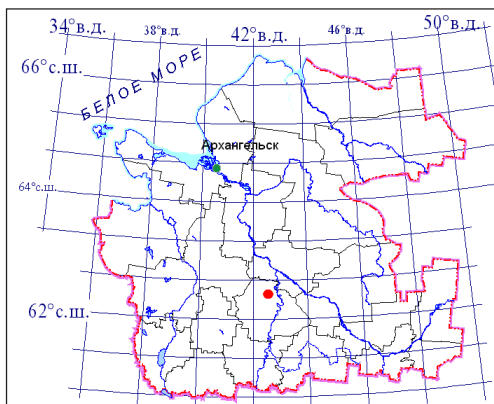 34°в.д.
38°в.д.
42°в.д.
46°в.д.
50°в.д.
66°с.ш.
БЕЛОЕ МОРЕ
Архангельск
64°с.ш.
62°с.ш.